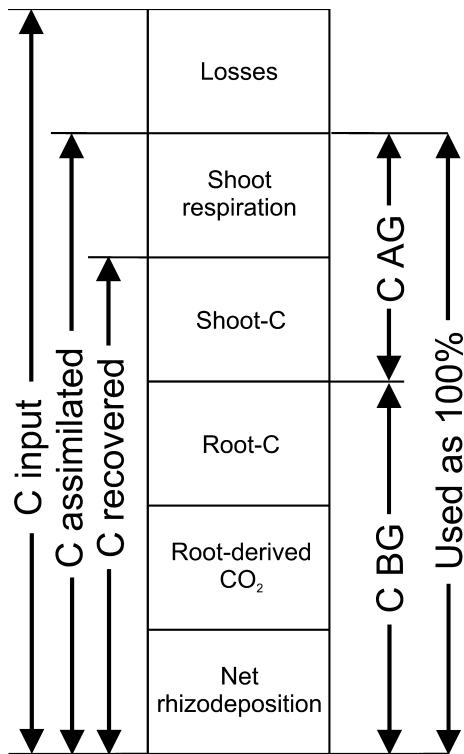 Losses
Shoot
respiration
Shoot-C
Root-C
Root-derived
CO₂
Net
rhizodeposition
C input
C assimilated
C recovered
C AG
C BG
Used as 100%